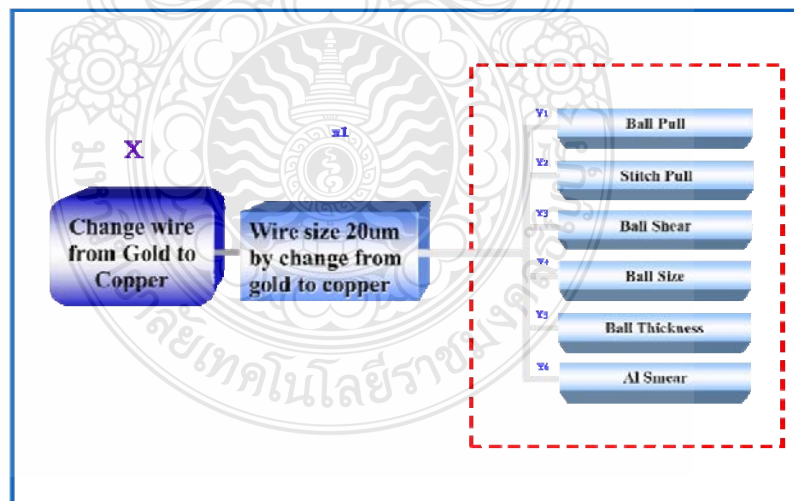 X
x1
Change wire
from Gold to
Copper
Wire size 20um
by change from
gold to copper
Y1
Ball Pull
Y2
Stitch Pull
Y3
Ball Shear
Y4
Ball Size
Y5
Ball Thickness
Y6
Al Smear